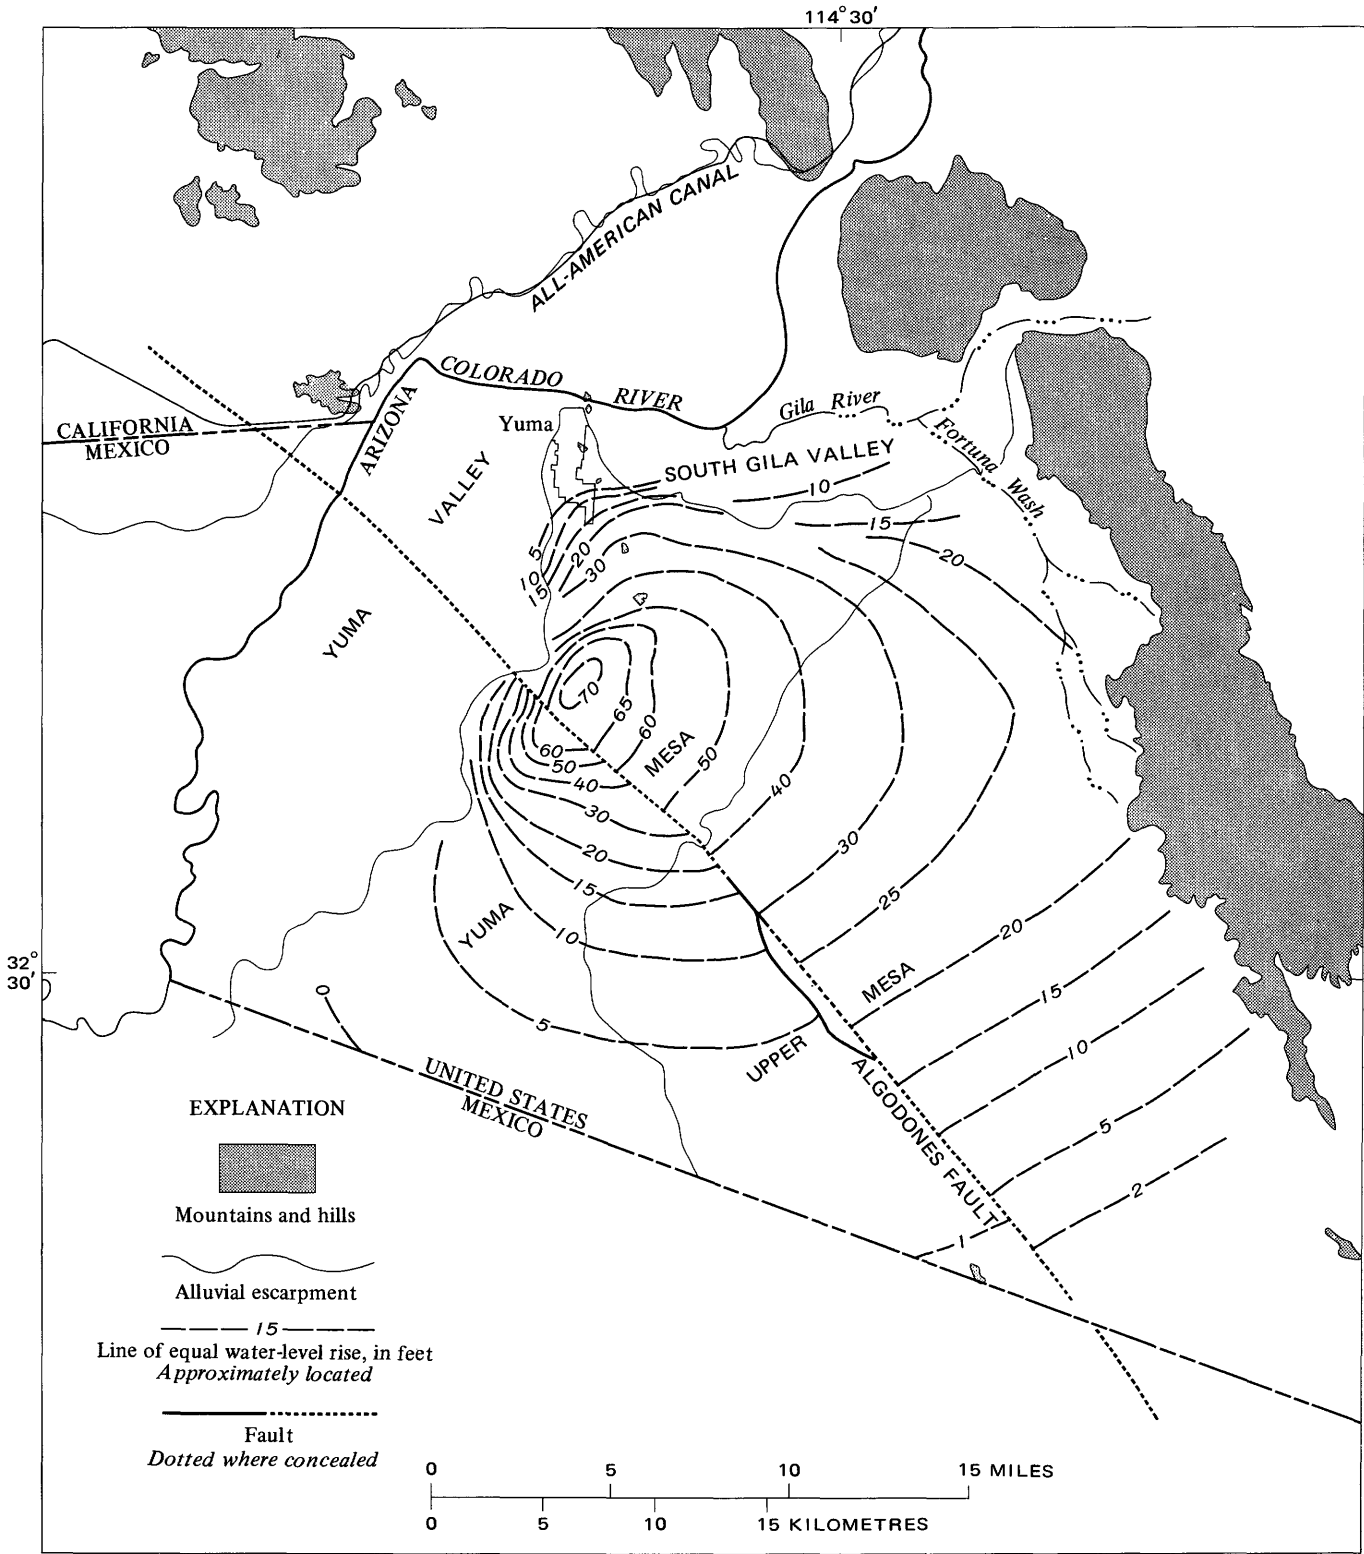 114°30′
ALL-AMERICAN CANAL
COLORADO RIVER
Gila River
Yuma
CALIFORNIA
MEXICO
ARIZONA
Fortuna Wash
SOUTH GILA VALLEY
VALLEY
10
15
20
5
20
10
30
15
YUMA
70
65
60
MESA
60
50
50
40
40
30
30
20
15
25
YUMA
10
20
32°
30′
MESA
15
0
5
10
UPPER
UNITED STATES
MEXICO
ALGODONES FAULT
5
2
1
EXPLANATION
Mountains and hills
Alluvial escarpment
15
Line of equal water-level rise, in feet
Approximately located
Fault
Dotted where concealed
0 5 10 15 MILES
0 5 10 15 KILOMETRES